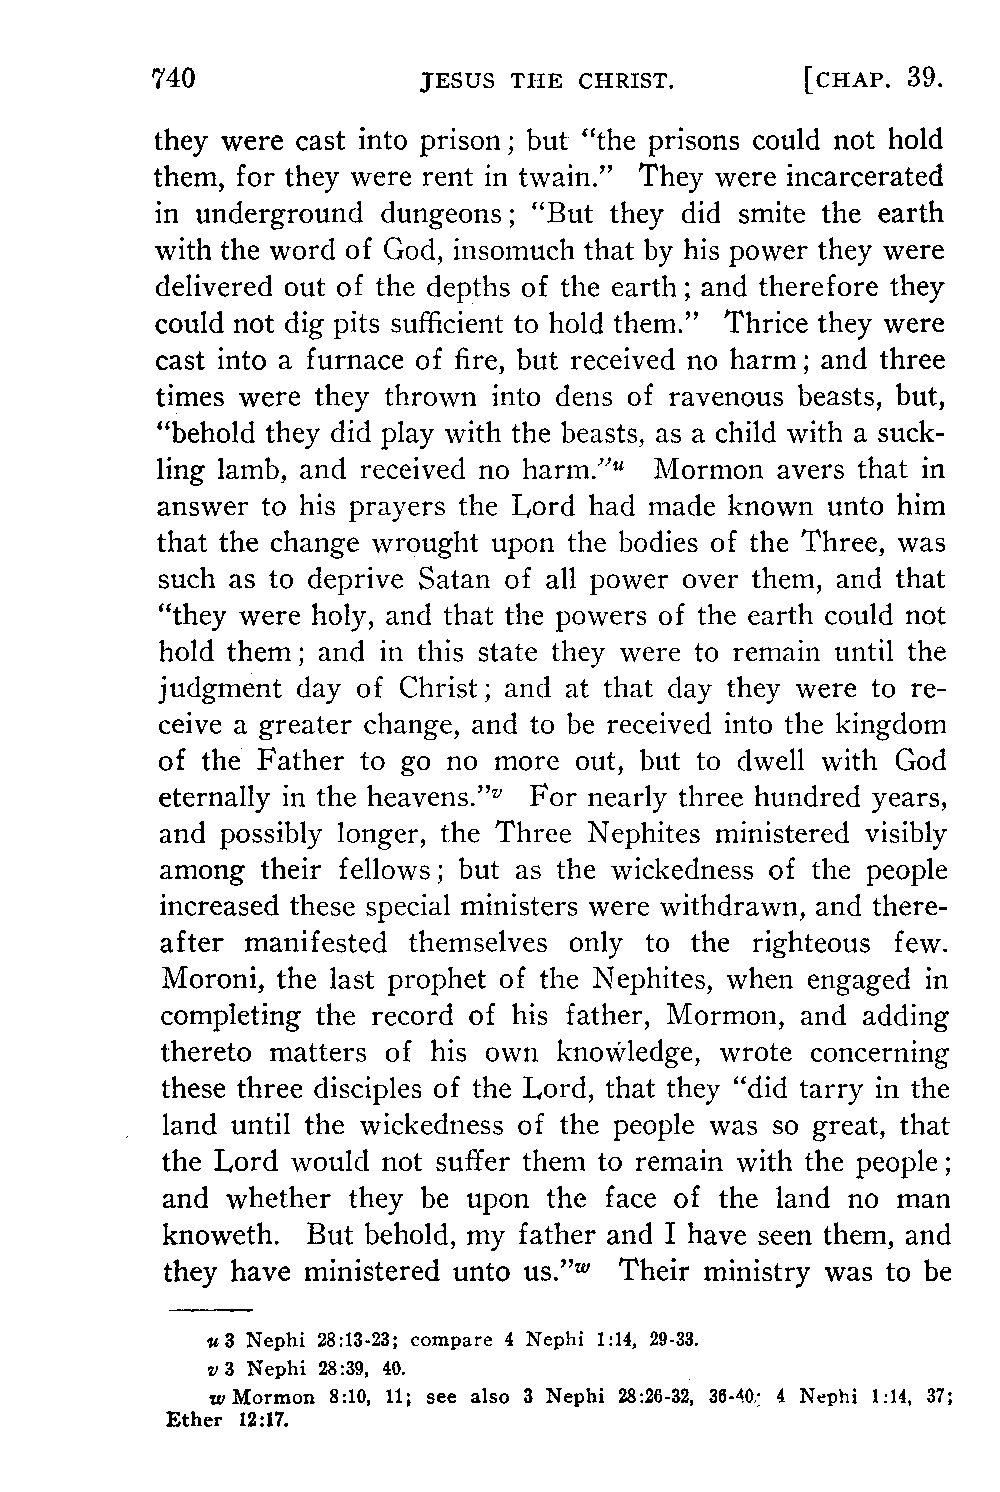 740 JESUS THE CHRIST. [CHAP. 39.
they were cast into prison; but “the prisons could not hold
them, for they were rent in twain.” They were incarcerated
in underground dungeons; “But they did smite the earth
with the word of God, insomuch that by his power they were
delivered out of the depths of the earth; and therefore they
could not dig pits sufficient to hold them.” Thrice they were
cast into a furnace of fire, but received no harm; and three
times were they thrown into dens of ravenous beasts, but,
“behold they did play with the beasts, as a child with a suck-
ling lamb, and received no harm.”u Mormon avers that in
answer to his prayers the Lord had made known unto him
that the change wrought upon the bodies of the Three, was
such as to deprive Satan of all power over them, and that
“they were holy, and that the powers of the earth could not
hold them; and in this state they were to remain until the
judgment day of Christ; and at that day they were to re-
ceive a greater change, and to be received into the kingdom
of the Father to go no more out, but to dwell with God
eternally in the heavens.”v For nearly three hundred years,
and possibly longer, the Three Nephites ministered visibly
among their fellows; but as the wickedness of the people
increased these special ministers were withdrawn, and there-
after manifested themselves only to the righteous few.
Moroni, the last prophet of the Nephites, when engaged in
completing the record of his father, Mormon, and adding
thereto matters of his own knowledge, wrote concerning
these three disciples of the Lord, that they “did tarry in the
land until the wickedness of the people was so great, that
the Lord would not suffer them to remain with the people;
and whether they be upon the face of the land no man
knoweth. But behold, my father and I have seen them, and
they have ministered unto us.”w Their ministry was to be
u 3 Nephi 28:13-23; compare 4 Nephi 1:14, 29-33.
v 3 Nephi 28:39, 40.
w Mormon 8:10, 11; see also 3 Nephi 28:26-32, 36-40; 4 Nephi 1:14, 37;
Ether 12:17.